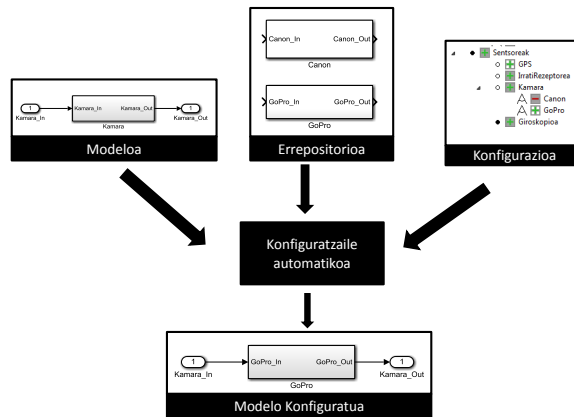 1
Kamara_In
Kamara_In
Kamara_Out
Kamara
1
Kamara_Out
Modeloa
Canon_In
Canon_Out
Canon
GoPro_In
GoPro_Out
GoPro
Errepositorioa
Sentsoreak
GPS
IrratiRezeptorea
Kamara
Canon
GoPro
Giroskopioa
Konfigurazioa
Konfiguratzaile
automatikoa
1
Kamara_In
GoPro_In
GoPro_Out
GoPro
1
Kamara_Out
Modelo Konfiguratua